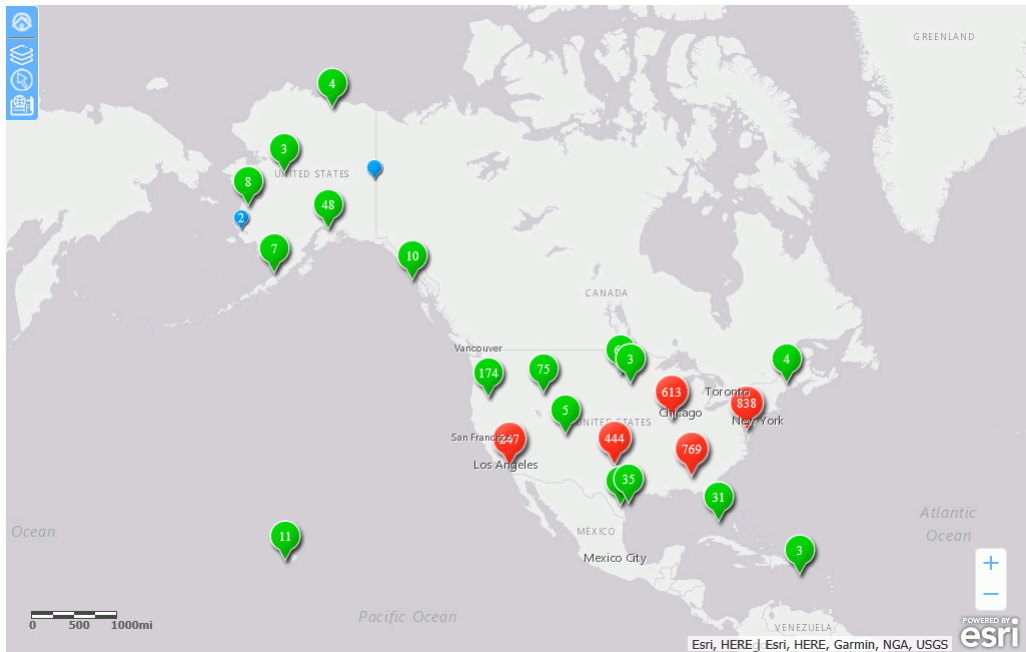 GREENLAND
4
3
UNITED STATES
8
48
2
7
10
CANADA
Vancouver
3
4
174
75
613
Toronto
838
5
Chicago
UNITED STATES
New York
San Francisco
444
769
Los Angeles
35
31
Atlantic
Ocean
Ocean
11
MÉXICO
3
Mexico City
+
−
Pacific Ocean
0 500 1000mi
VENEZUELA
POWERED BY
esri
Esri, HERE | Esri, HERE, Garmin, NGA, USGS